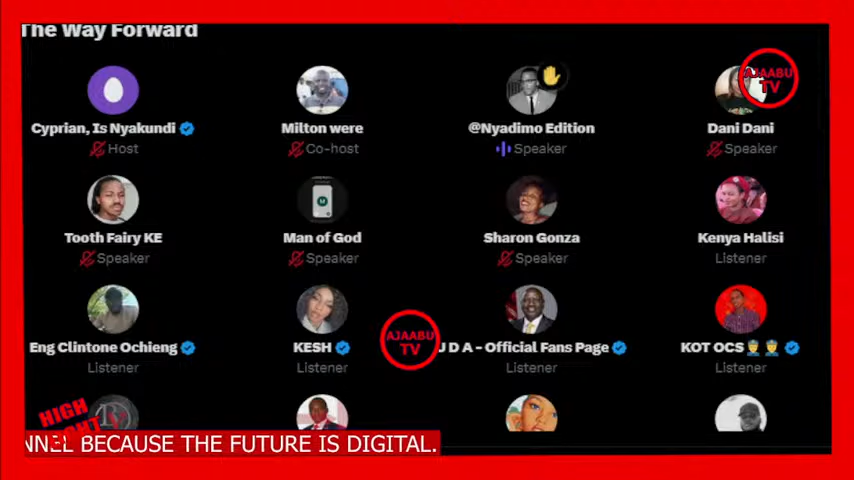 The Way Forward
AJAABU
TV
Cyprian, Is Nyakundi
Milton were
@Nyadimo Edition
Dani Dani
Host
Co-host
Speaker
Speaker
Tooth Fairy KE
Man of God
Sharon Gonza
Kenya Halisi
Speaker
Speaker
Speaker
Listener
AJAABU
TV
Eng Clintone Ochieng
KESH
J D A - Official Fans Page
KOT OCS
Listener
Listener
Listener
Listener
HIGH
NNEL BECAUSE THE FUTURE IS DIGITAL.